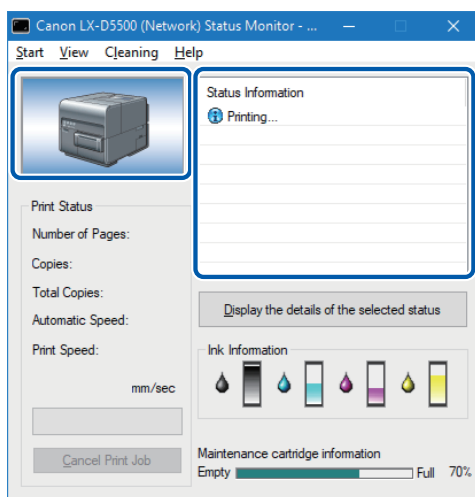 Canon LX-D5500 (Network) Status Monitor - ...
Start View Cleaning Help
Status Information
Printing...
Print Status
Number of Pages:
Copies:
Total Copies:
Automatic Speed:
Print Speed:
mm/sec
Cancel Print Job
Display the details of the selected status
Ink Information
Maintenance cartridge information
Empty Full 70%